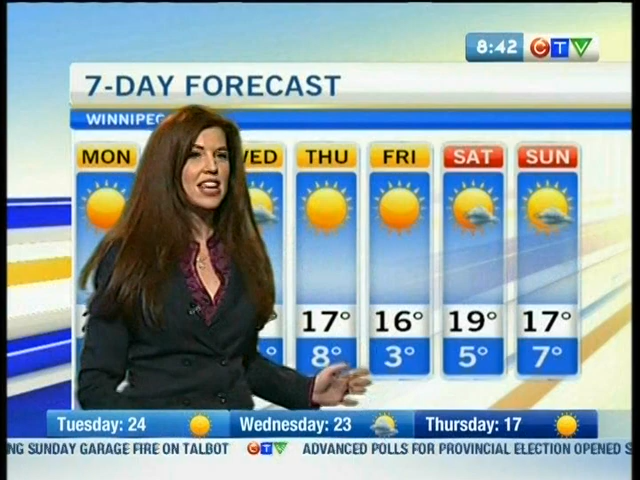 8:42 CTV
7-DAY FORECAST
WINNIPEG
MON THU FRI SAT SUN
17° 16° 19° 17°
8° 3° 5° 7°
Tuesday: 24 Wednesday: 23 Thursday: 17
NG SUNDAY GARAGE FIRE ON TALBOT CTV ADVANCED POLLS FOR PROVINCIAL ELECTION OPENED S